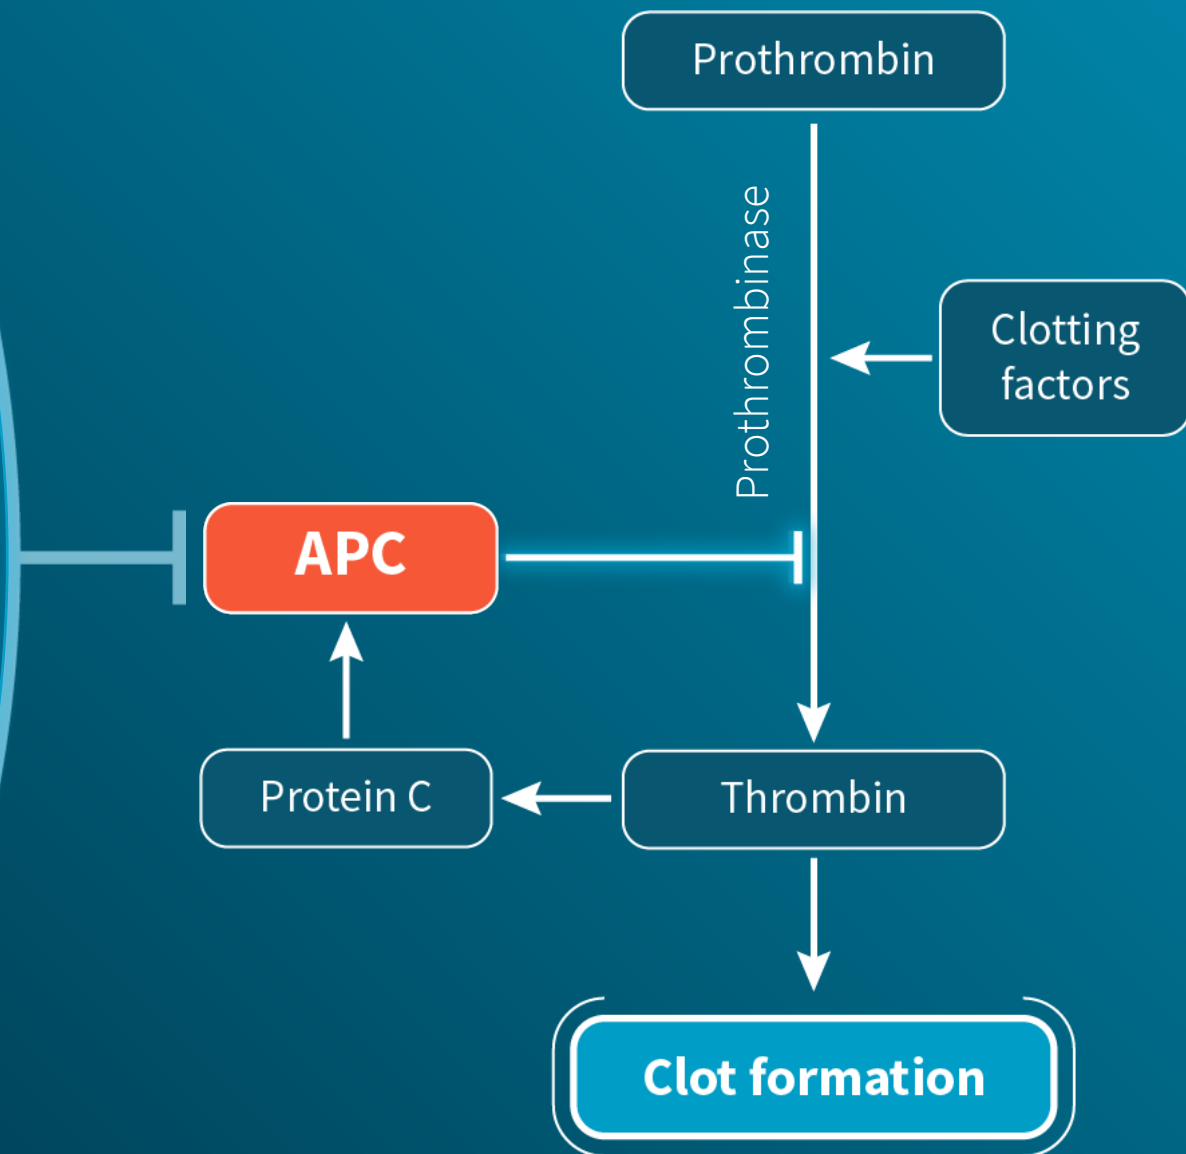 Prothrombin
Prothrombinase
Clotting
factors
APC
Protein C
Thrombin
Clot formation